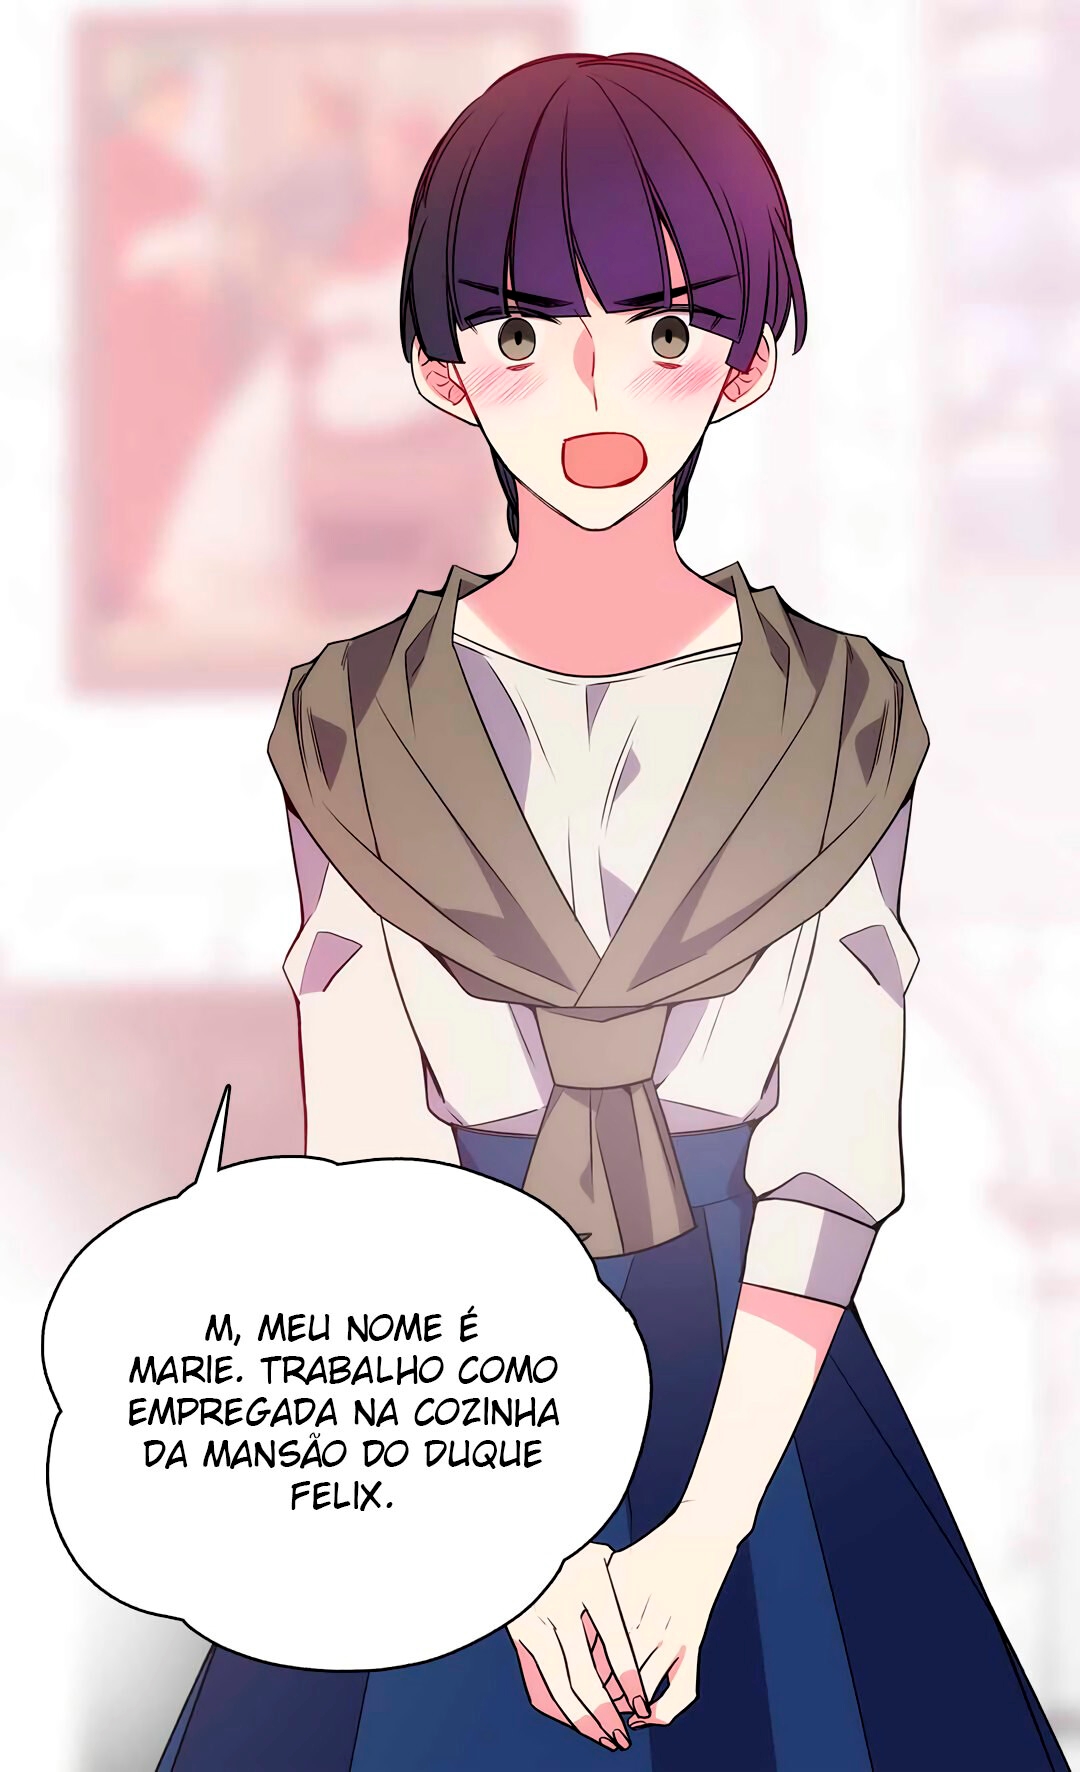 M, MEU NOME É
MARIE. TRABALHO COMO
EMPREGADA NA COZINHA
DA MANSÃO DO DUQUE
FELIX.